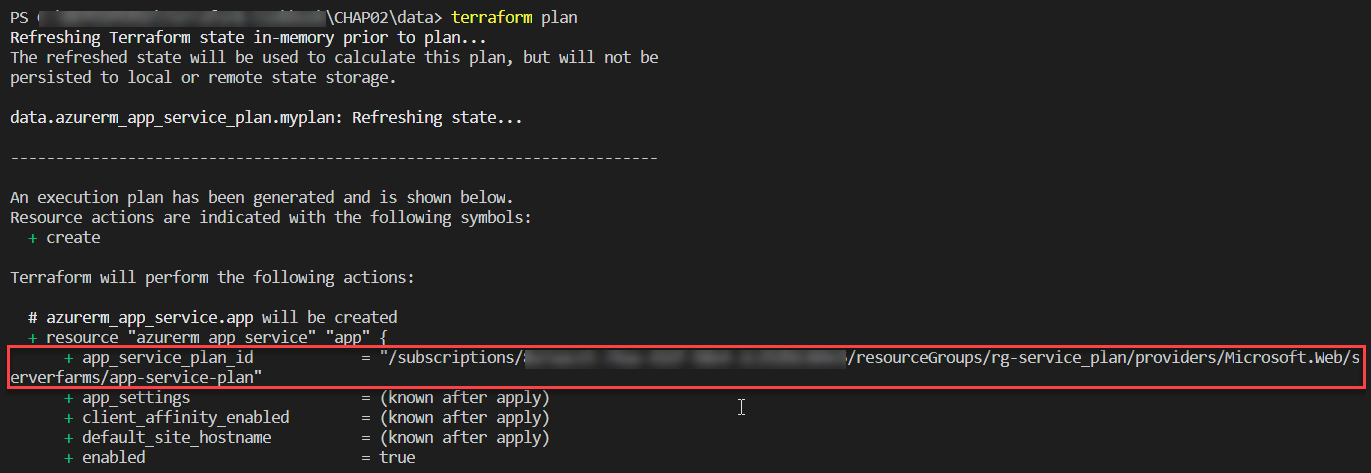 PS \CHAP02\data> terraform plan
Refreshing Terraform state in-memory prior to plan...
The refreshed state will be used to calculate this plan, but will not be
persisted to local or remote state storage.
data.azurerm_app_service_plan.myplan: Refreshing state...
------------------------------------------------------------------------
An execution plan has been generated and is shown below.
Resource actions are indicated with the following symbols:
+ create
Terraform will perform the following actions:
# azurerm_app_service.app will be created
+ resource "azurerm_app_service" "app" {
+ app_service_plan_id = "/subscriptions/ /resourceGroups/rg-service_plan/providers/Microsoft.Web/s
erverfarms/app-service-plan"
+ app_settings = (known after apply)
+ client_affinity_enabled = (known after apply)
+ default_site_hostname = (known after apply)
+ enabled = true